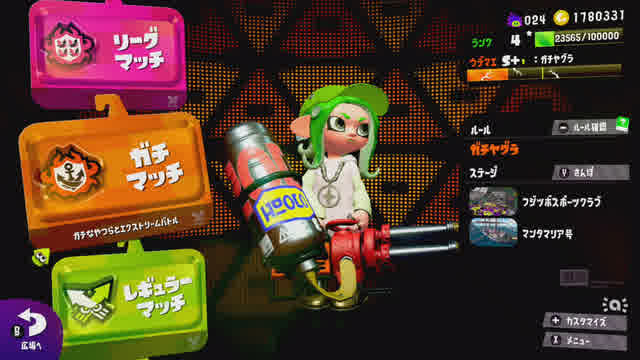 リーグ
マッチ
ガチ
マッチ
ガチなやつらとエクストリームバトル
レギュラー
マッチ
B
広場へ
024
1780331
ランク
4★
23565/100000
ウデマエ
S+
:ガチヤグラ
ルール
ルール確認
ガチヤグラ
ステージ
Y
さんぽ
フジツボスポーツクラブ
マンタマリア号
+
カスタマイズ
X
メニュー